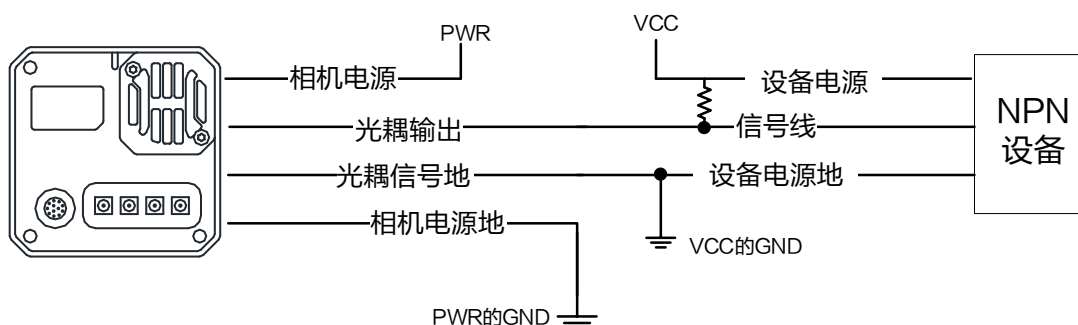 PWR
VCC
相机电源
设备电源
光耦输出
信号线
NPN
设备
光耦信号地
设备电源地
相机电源地
VCC的GND
PWR的GND